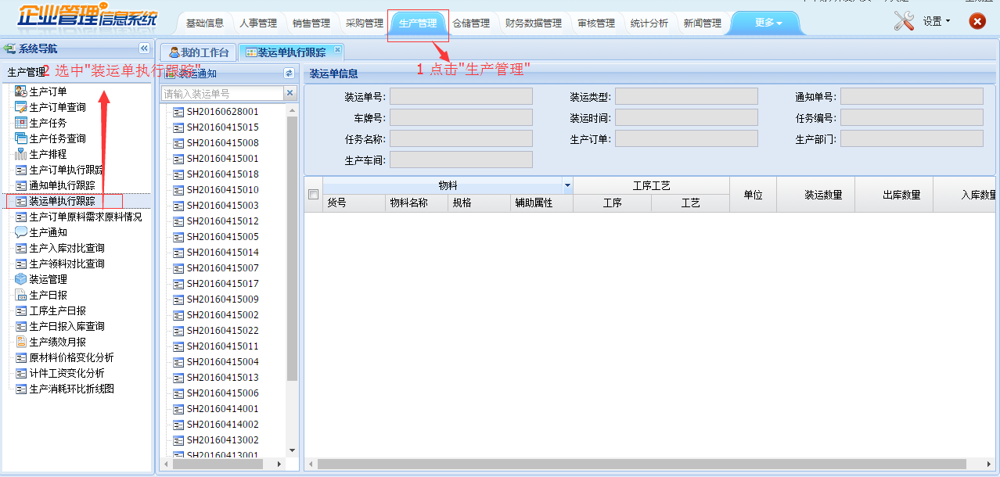 企业管理信息系统
基础信息 人事管理 销售管理 采购管理 生产管理 仓储管理 财务数据管理 审核管理 统计分析 新闻管理 更多 设置
系统导航
我的工作台 装运单执行跟踪
生产管理
2 选中"装运单执行跟踪"
1 点击"生产管理"
生产订单
生产订单查询
生产任务
生产任务查询
生产排程
生产订单执行跟踪
通知单执行跟踪
装运单执行跟踪
生产订单原料需求原料情况
生产通知
生产入库对比查询
生产领料对比查询
装运管理
生产日报
工序生产日报
生产日报入库查询
生产绩效月报
原材料价格变化分析
计件工资变化分析
生产消耗环比折线图
装运通知
请输入装运单号
SH20160628001
SH20160415015
SH20160415008
SH20160415001
SH20160415018
SH20160415010
SH20160415003
SH20160415012
SH20160415005
SH20160415014
SH20160415007
SH20160415017
SH20160415009
SH20160415002
SH20160415022
SH20160415011
SH20160415004
SH20160415013
SH20160415006
SH20160414001
SH20160414002
SH20160413002
SH20160413001
装运单信息
装运单号: 装运类型: 通知单号:
车牌号: 装运时间: 任务编号:
任务名称: 生产订单: 生产部门:
生产车间:
物料 工序工艺 单位 装运数量 出库数量 入库数量
货号 物料名称 规格 辅助属性 工序 工艺